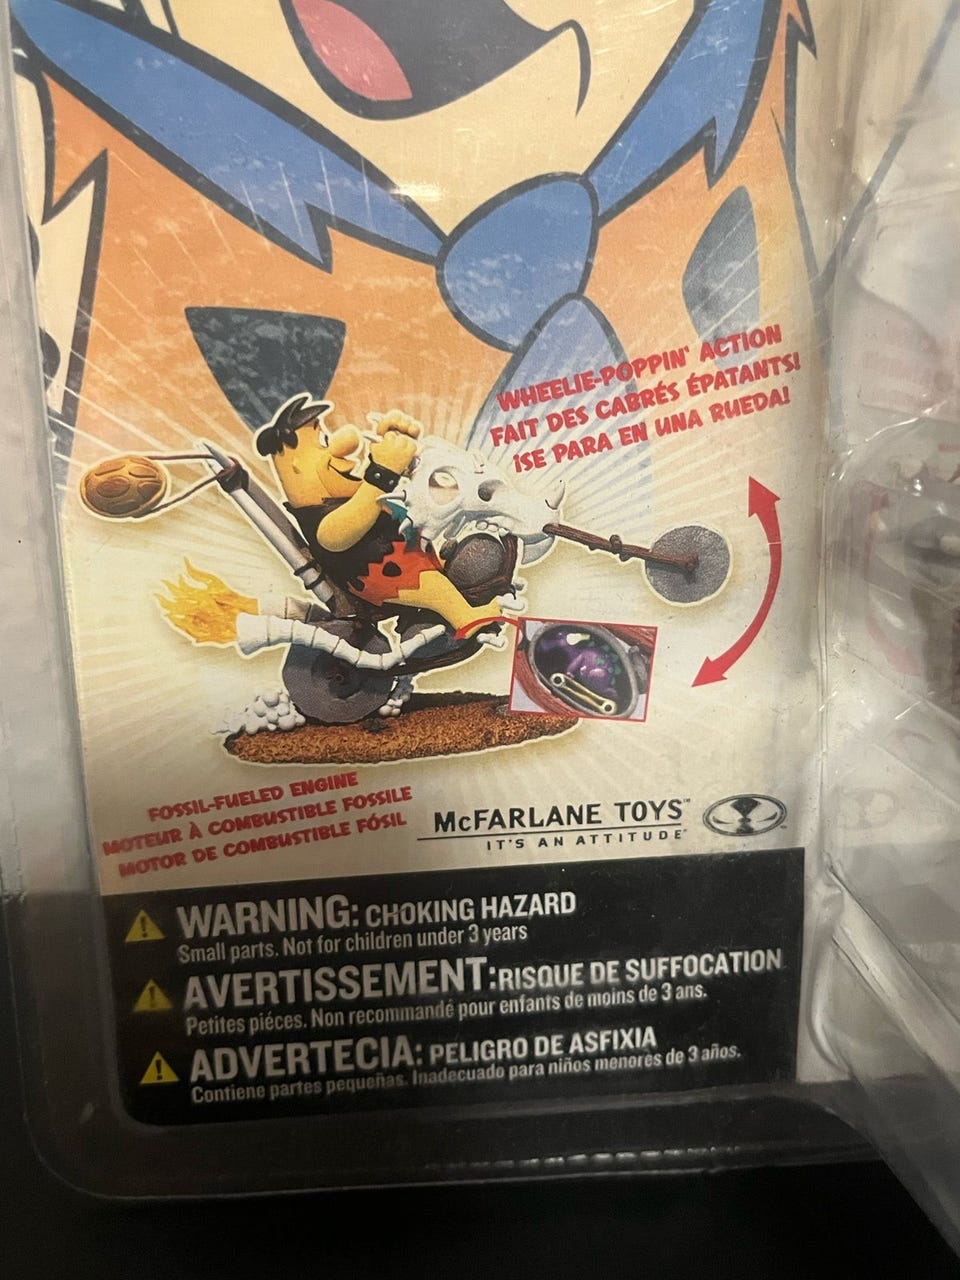 WHEELIE-POPPIN' ACTION
FAIT DES CABRÉS ÉPATANTS!
¡SE PARA EN UNA RUEDA!
FOSSIL-FUELED ENGINE
MOTEUR À COMBUSTIBLE FOSSILE
MOTOR DE COMBUSTIBLE FÓSIL
McFARLANE TOYS™
IT'S AN ATTITUDE®
WARNING: CHOKING HAZARD
Small parts. Not for children under 3 years
AVERTISSEMENT:RISQUE DE SUFFOCATION
Petites piéces. Non recommandé pour enfants de moins de 3 ans.
ADVERTECIA: PELIGRO DE ASFIXIA
Contiene partes pequeñas. Inadecuado para niños menores de 3 años.